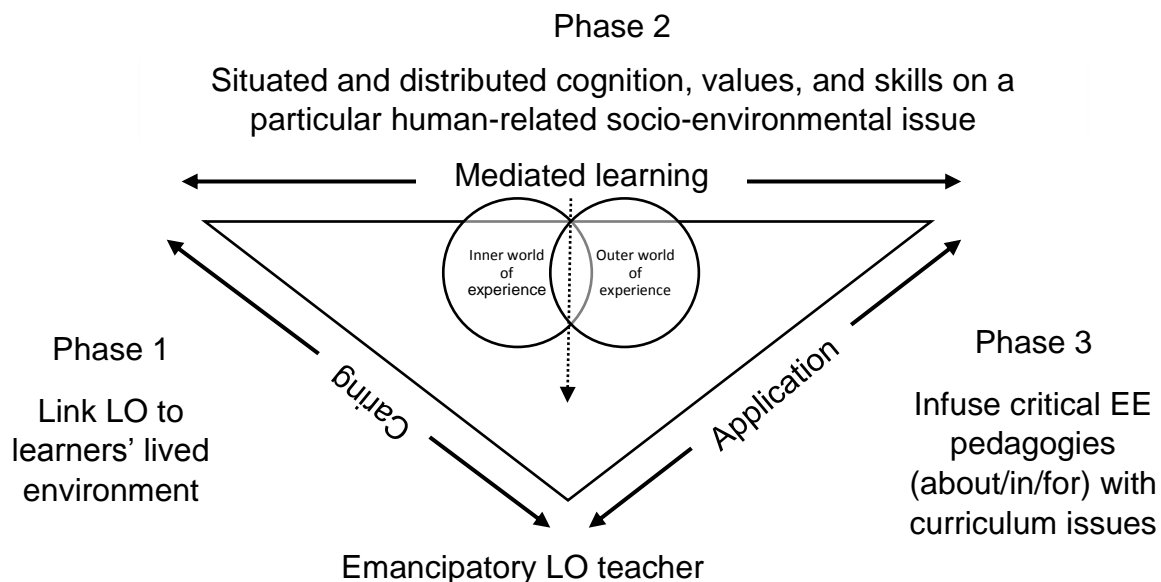 Phase 2
Situated and distributed cognition, values, and skills on a
particular human-related socio-environmental issue
Mediated learning
Inner world
of
experience
Outer world
of
experience
Phase 1
Link LO to
learners’ lived
environment
Caring
Application
Phase 3
Infuse critical EE
pedagogies
(about/in/for) with
curriculum issues
Emancipatory LO teacher